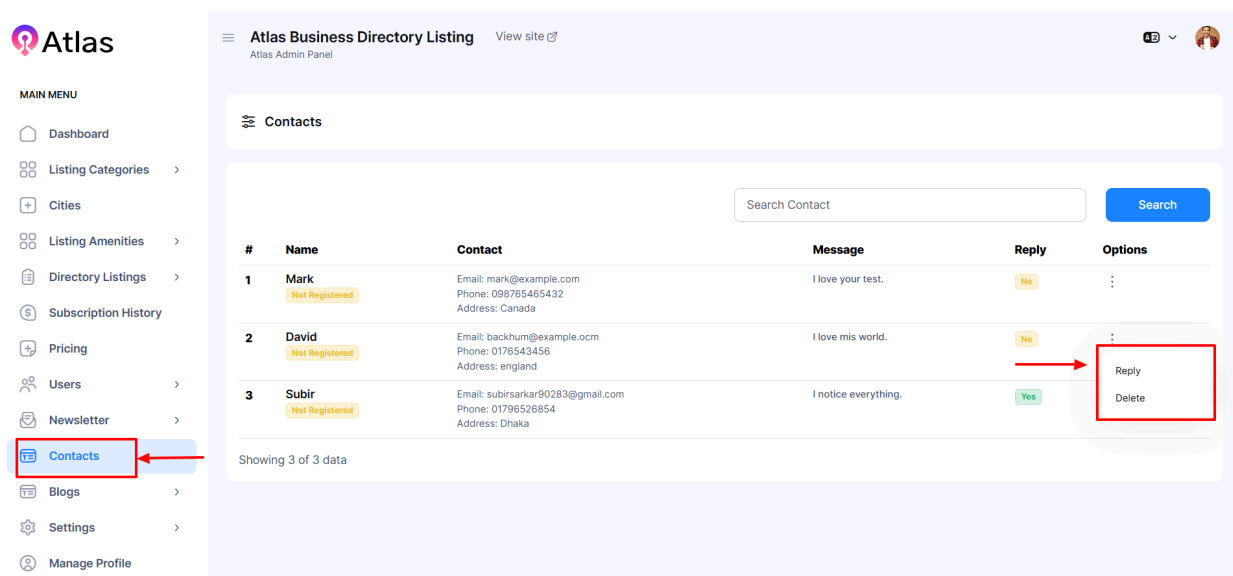 Atlas
Atlas Business Directory Listing View site
Atlas Admin Panel
MAIN MENU
Dashboard
Listing Categories
Cities
Listing Amenities
Directory Listings
Subscription History
Pricing
Users
Newsletter
Contacts
Blogs
Settings
Manage Profile
Contacts
Search Contact Search
# Name Contact Message Reply Options
1 Mark Email: mark@example.com I love your test. No
Not Registered Phone: 098765465432
Address: Canada
2 David Email: backhum@example.ocm I love mis world. No
Not Registered Phone: 0176543456
Address: england
Reply
Delete
3 Subir Email: subirsarkar90283@gmail.com I notice everything. Yes
Not Registered Phone: 01796526854
Address: Dhaka
Showing 3 of 3 data